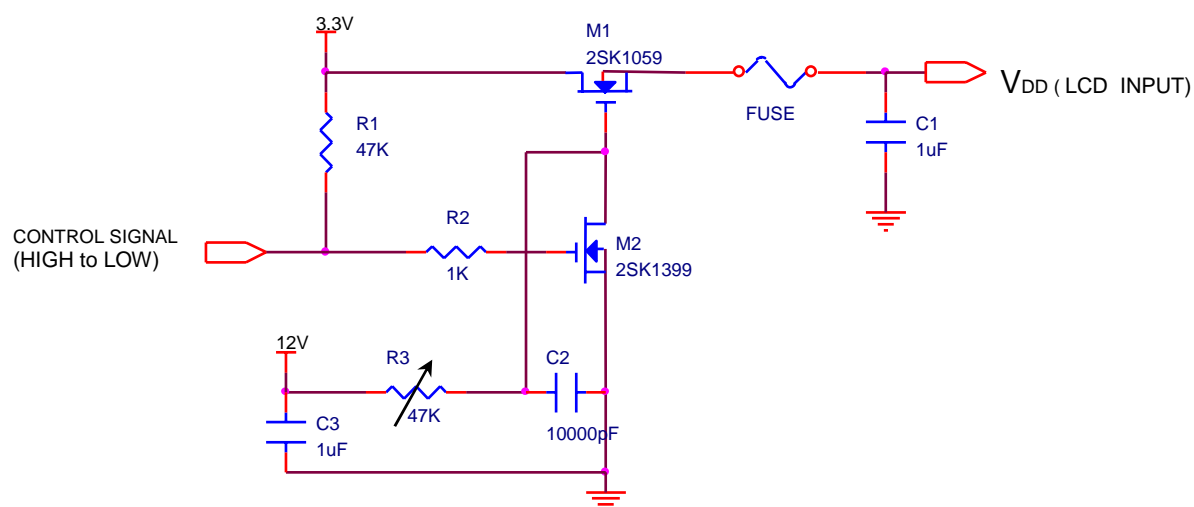 3.3V
M1
2SK1059
FUSE
VDD ( LCD INPUT)
R1
47K
C1
1uF
CONTROL SIGNAL
(HIGH to LOW)
R2
1K
M2
2SK1399
12V
R3
47K
C2
10000pF
C3
1uF